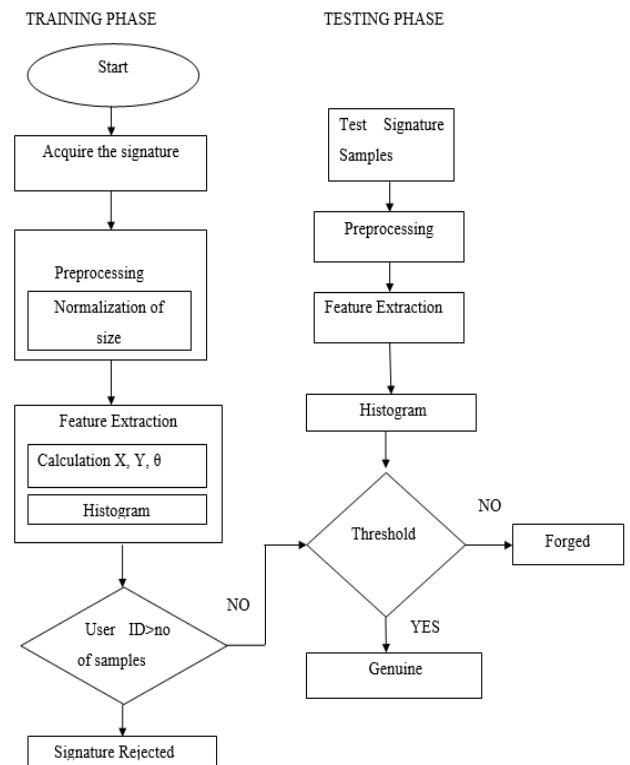 TRAINING PHASE
Start
Acquire the signature
Preprocessing
Normalization of
size
Feature Extraction
Calculation X, Y, θ
Histogram
User ID>no
of samples
NO
Signature Rejected
TESTING PHASE
Test Signature
Samples
Preprocessing
Feature Extraction
Histogram
Threshold
NO
Forged
YES
Genuine